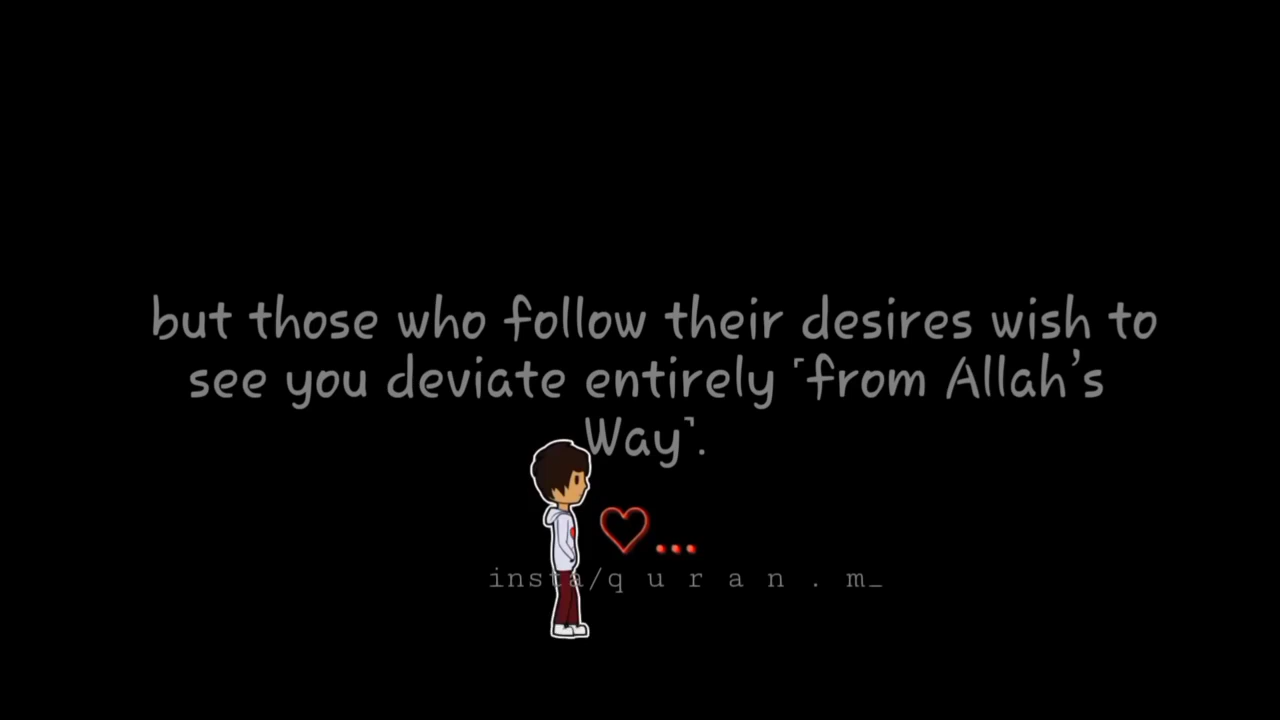 but those who follow their desires wish to
see you deviate entirely ⸢from Allah’s
Way⸣.
♡...
insta/q u r a n . m_